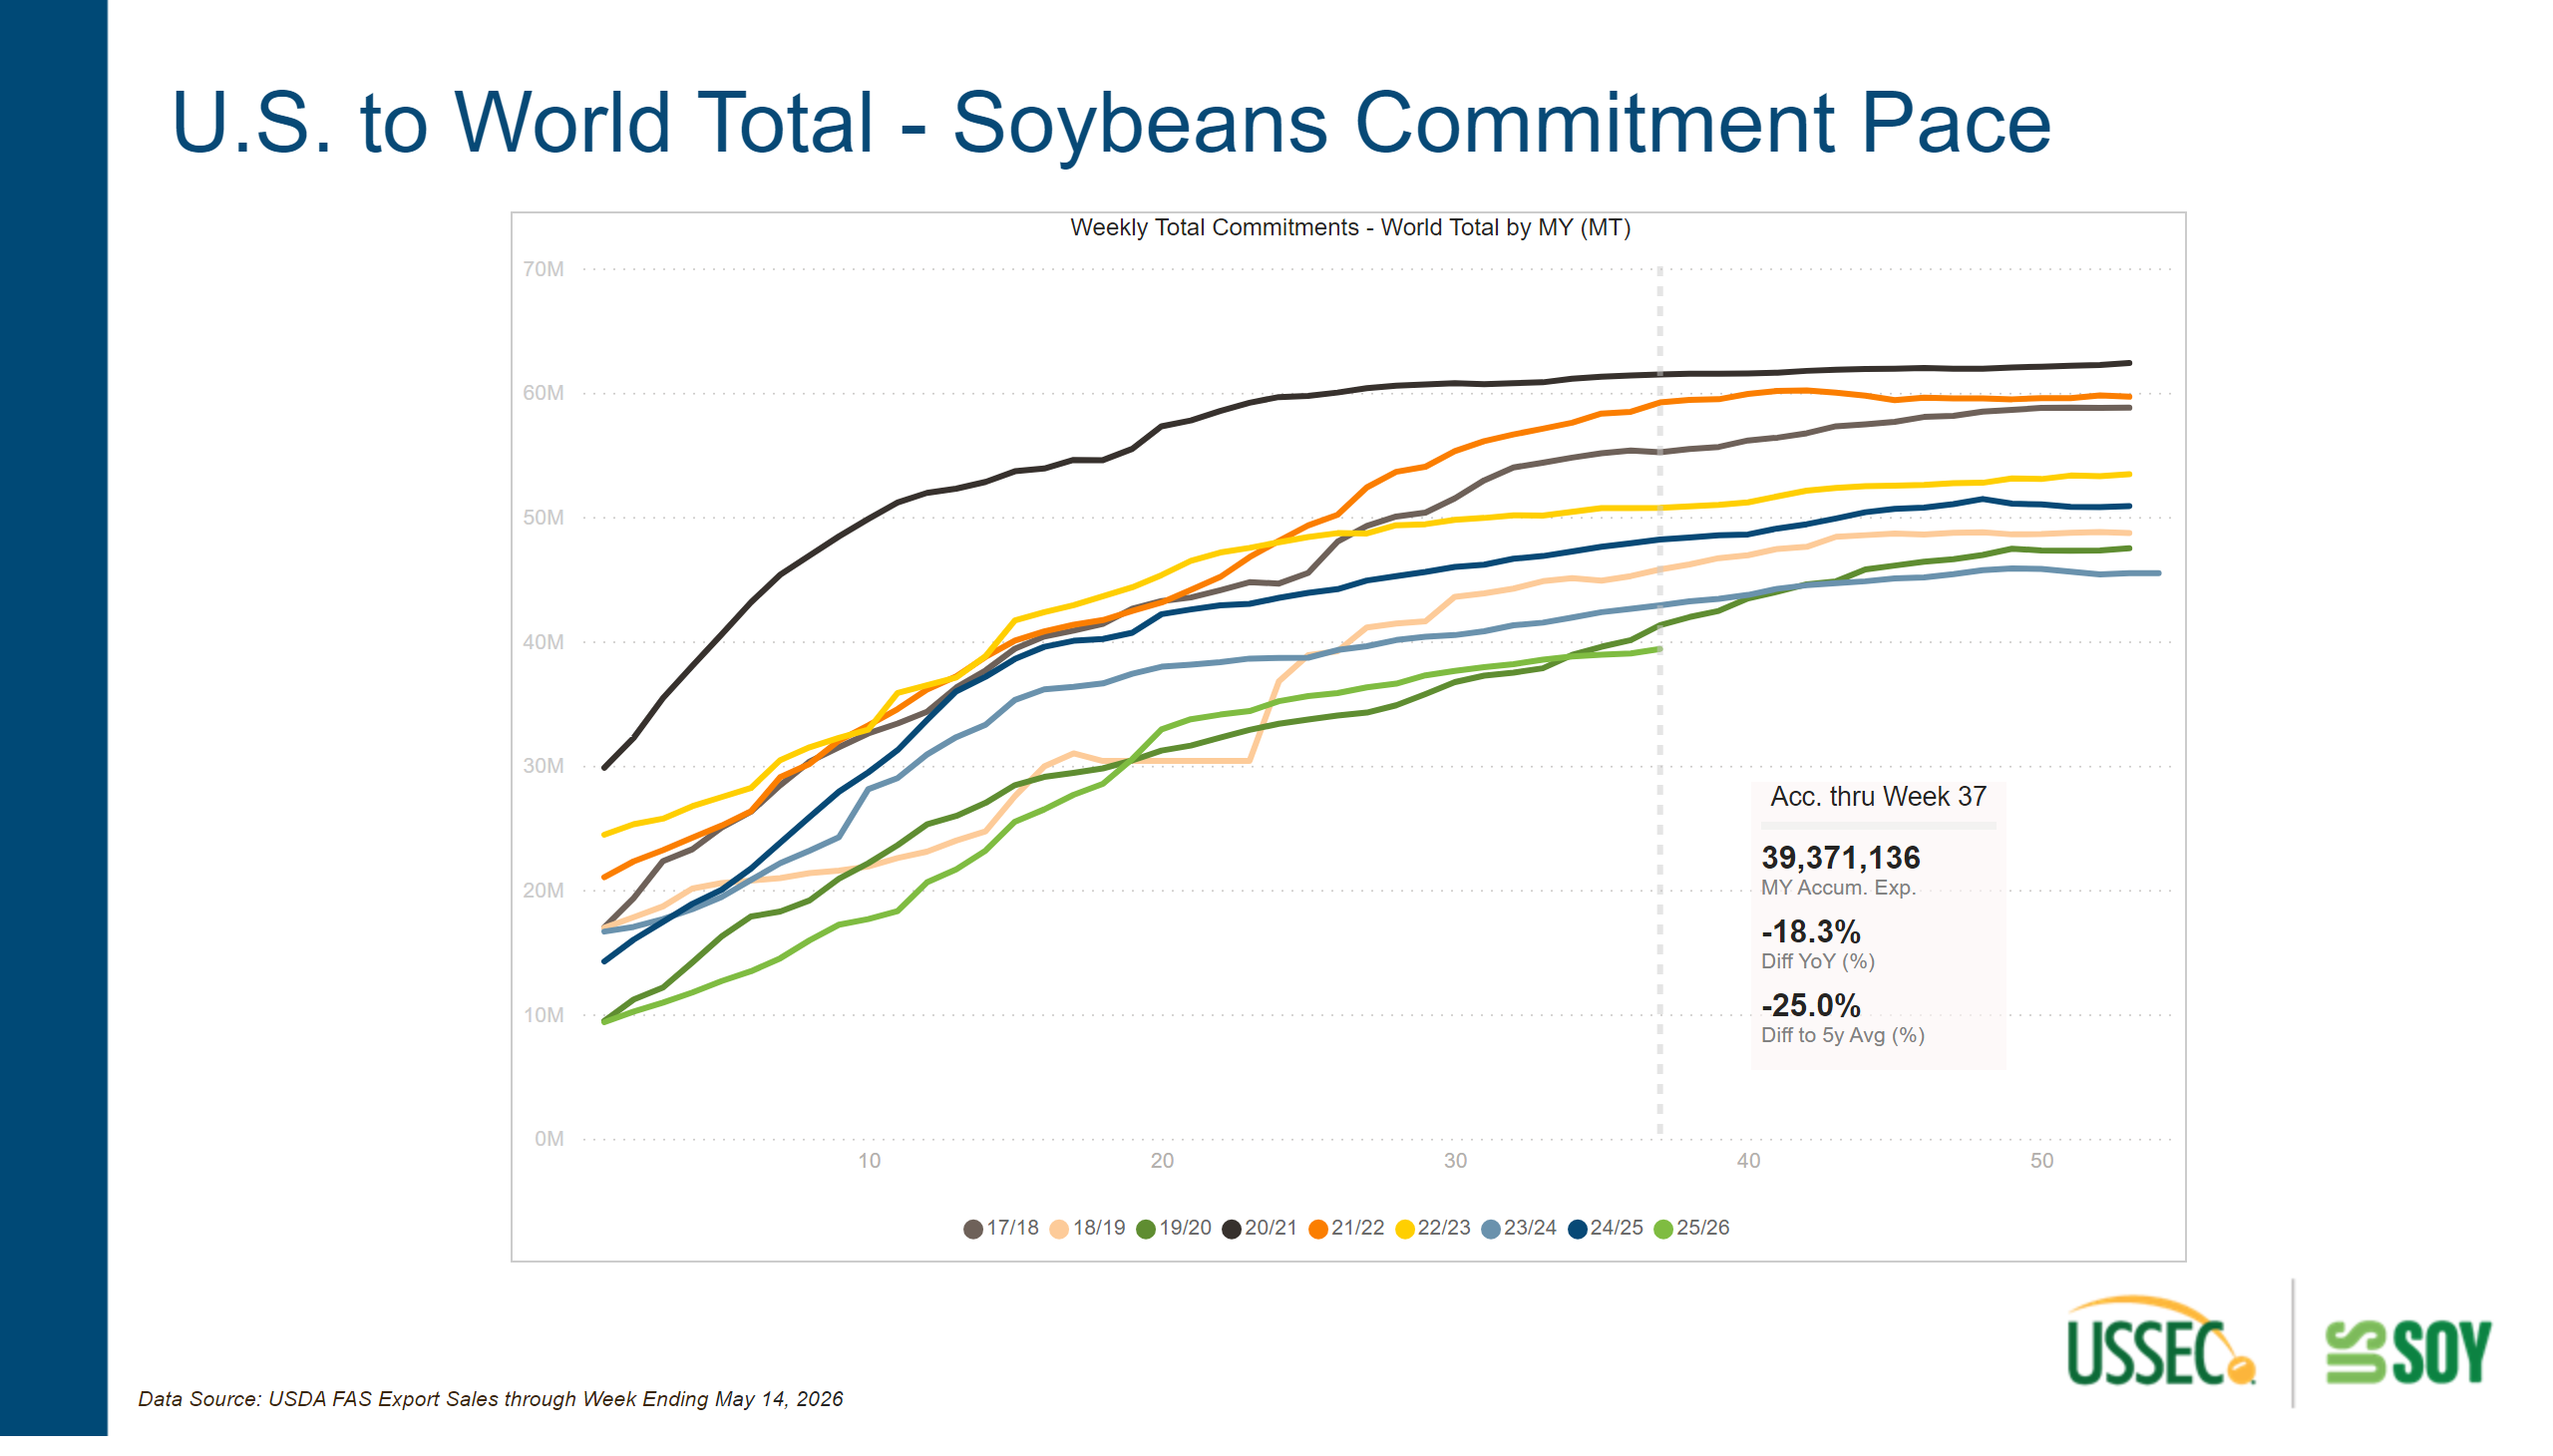 U.S. to World Total - Soybeans Commitment Pace
Weekly Total Commitments - World Total by MY (MT)
70M
60M
50M
40M
30M
20M
10M
0M
10 20 30 40 50
Acc. thru Week 37
39,371,136
MY Accum. Exp.
-18.3%
Diff YoY (%)
-25.0%
Diff to 5y Avg (%)
17/18 18/19 19/20 20/21 21/22 22/23 23/24 24/25 25/26
USSEC
US SOY
Data Source: USDA FAS Export Sales through Week Ending May 14, 2026